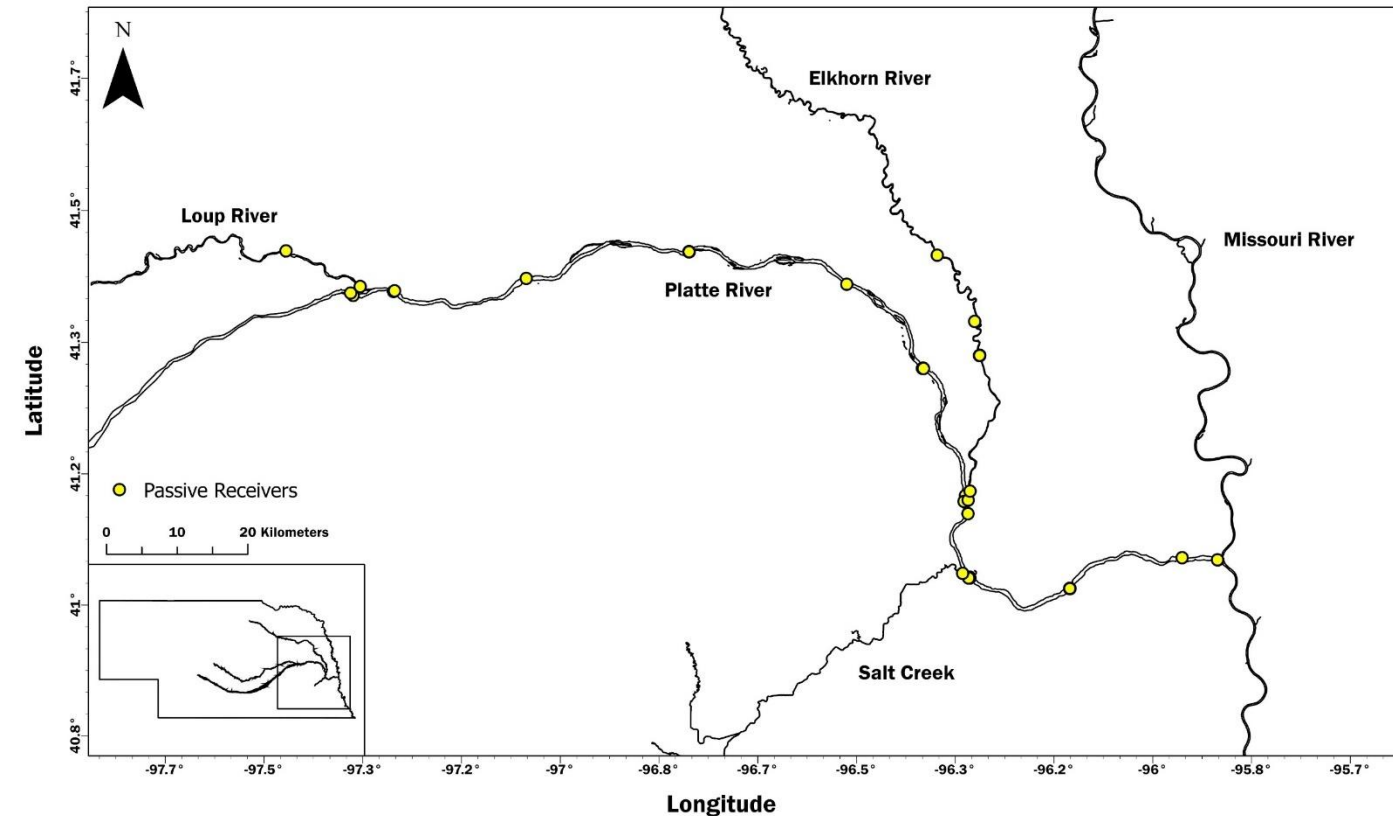 N
Elkhorn River
Loup River
Missouri River
Platte River
Passive Receivers
0 10 20 Kilometers
Salt Creek
Latitude
41.7°
41.5°
41.3°
41.2°
41°
40.8°
-97.7° -97.5° -97.3° -97.2° -97° -96.8° -96.7° -96.5° -96.3° -96.2° -96° -95.8° -95.7°
Longitude